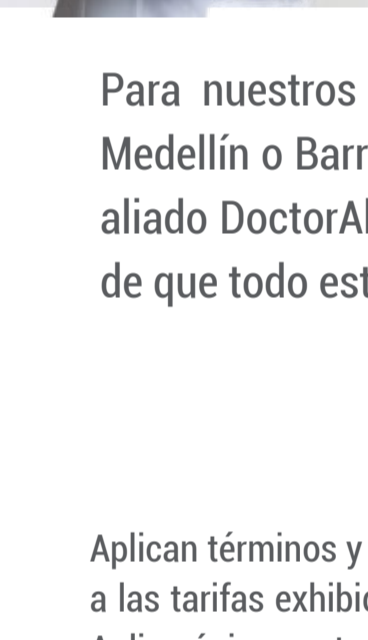 Para nuestros
Medellín o Barr
aliado DoctorA
de que todo est
Aplican términos y
a las tarifas exhibi